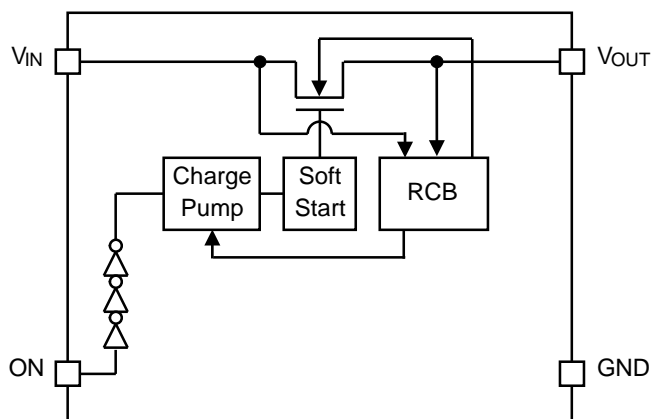 VIN
VOUT
Charge
Pump
Soft
Start
RCB
ON
GND